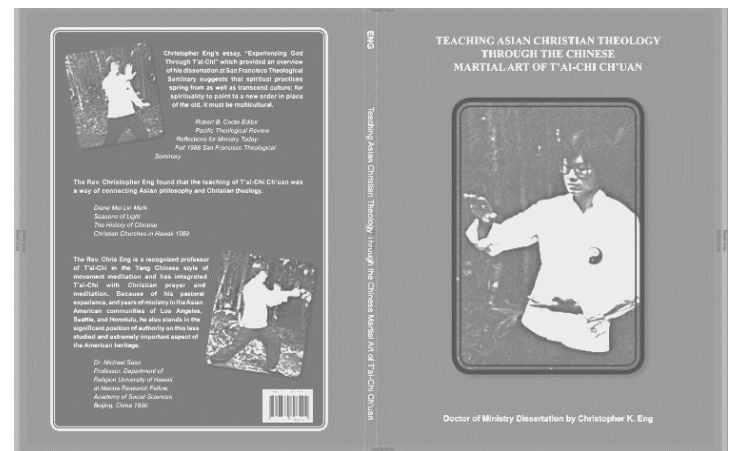 Christopher Eng's essay, "Experiencing God
Through T'ai-Chi" which provided an overview
of his dissertation at San Francisco Theological
Seminary suggests that spiritual practices
spring from as well as transcend culture; for
spirituality to point to a new order in place
of the old, it must be multicultural.
Robert B. Coote Editor
Pacific Theological Review
Reflections for Ministry Today
Fall 1988 San Francisco Theological
Seminary
The Rev. Christopher Eng found that the teaching of T'ai-Chi Ch'uan was
a way of connecting Asian philosophy and Christian theology.
Diane Mei Lin Mark
Seasons of Light
The History of Chinese
Christian Churches in Hawaii 1989
The Rev. Chris Eng is a recognized professor
of T'ai-Chi in the Yang Chinese style of
movement meditation and has integrated
T'ai-Chi with Christian prayer and
meditation. Because of his pastoral
experience, and years of ministry in the Asian
American communities of Los Angeles,
Seattle, and Honolulu, he also stands in the
significant position of authority on this less
studied and extremely important aspect of
the American heritage.
Dr. Michael Saso
Professor, Department of
Religion University of Hawaii
at Manoa Research Fellow
Academy of Social Sciences
Beijing, China 1990
ENG
Teaching Asian Christian Theology Through the Chinese Martial Art of T'ai-Chi Ch'uan
TEACHING ASIAN CHRISTIAN THEOLOGY
THROUGH THE CHINESE
MARTIAL ART OF T'AI-CHI CH"UAN
Doctor of Ministry Dissertation by Christopher K. Eng